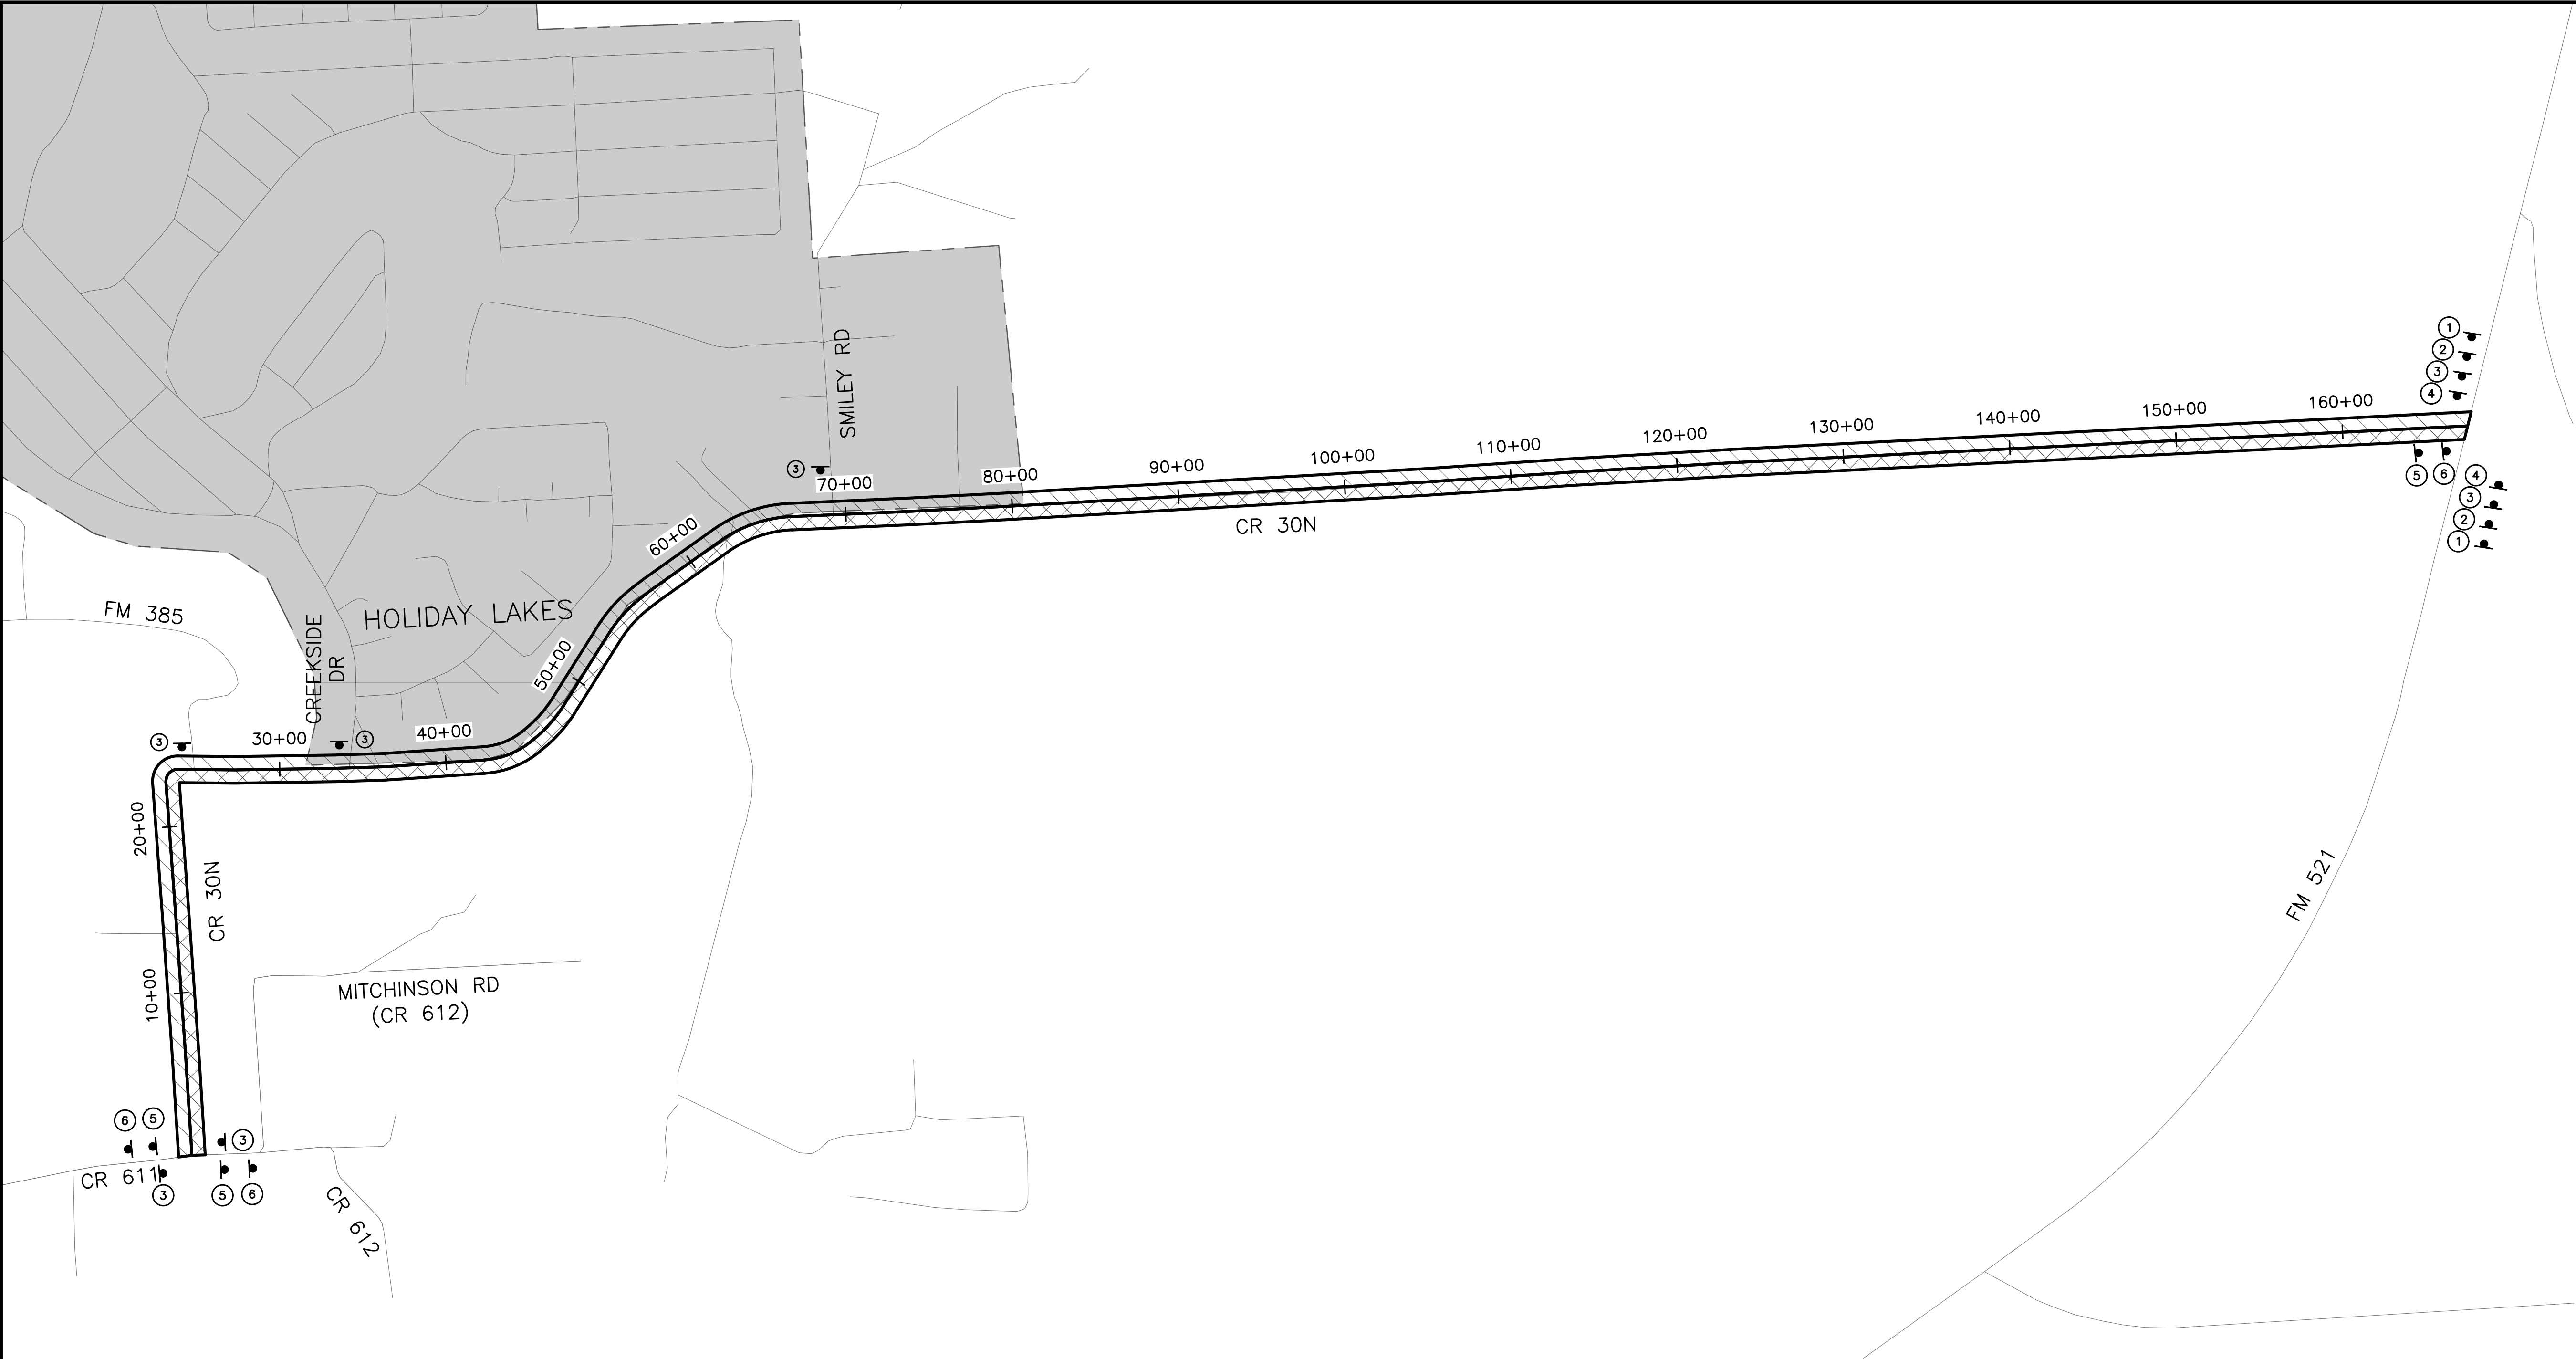 SMILEY RD
1
2
3
4
160+00
150+00
140+00
130+00
120+00
110+00
100+00
90+00
80+00
3
70+00
5
6
4
3
2
1
CR 30N
60+00
FM 385
HOLIDAY LAKES
CREEKSIDE
DR
50+00
3
30+00
3
40+00
20+00
CR 30N
FM 521
10+00
MITCHINSON RD
(CR 612)
6
5
3
CR 611
3
5
6
CR 612